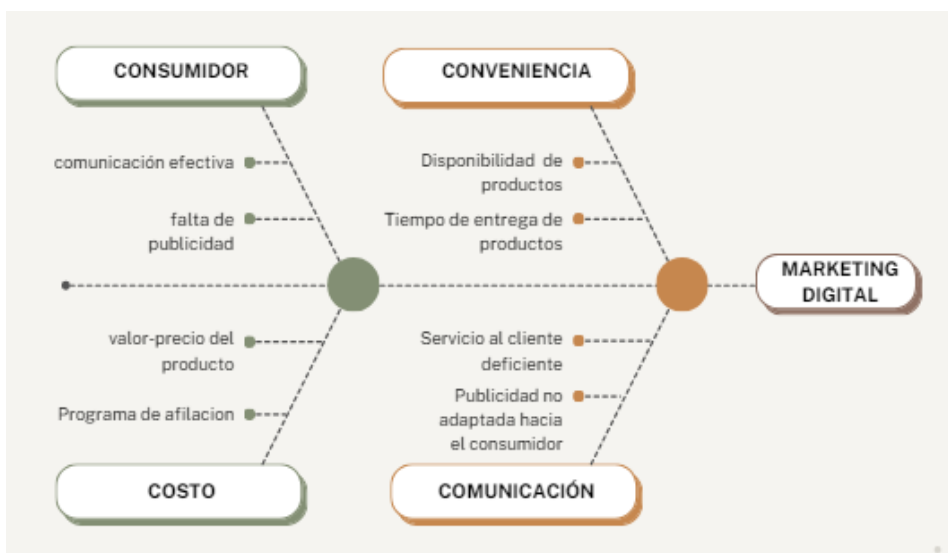 CONSUMIDOR
comunicación efectiva
falta de
publicidad
CONVENIENCIA
Disponibilidad de
productos
Tiempo de entrega de
productos
MARKETING
DIGITAL
valor-precio del
producto
Programa de afilacion
COSTO
Servicio al cliente
deficiente
Publicidad no
adaptada hacia
el consumidor
COMUNICACIÓN